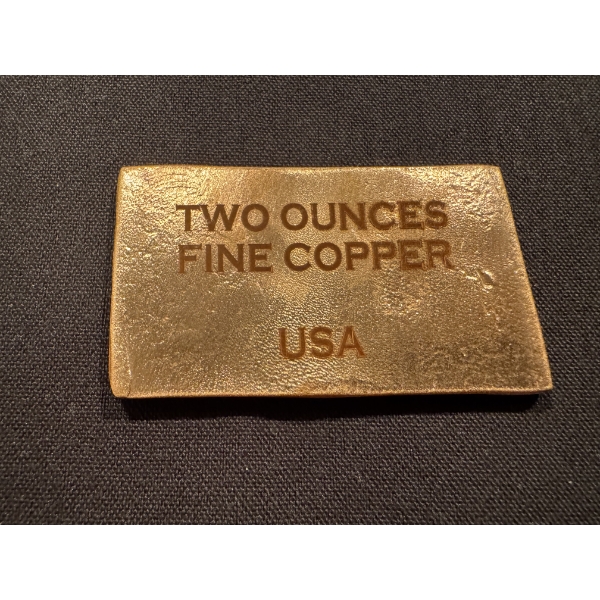 TWO OUNCES
FINE COPPER
USA